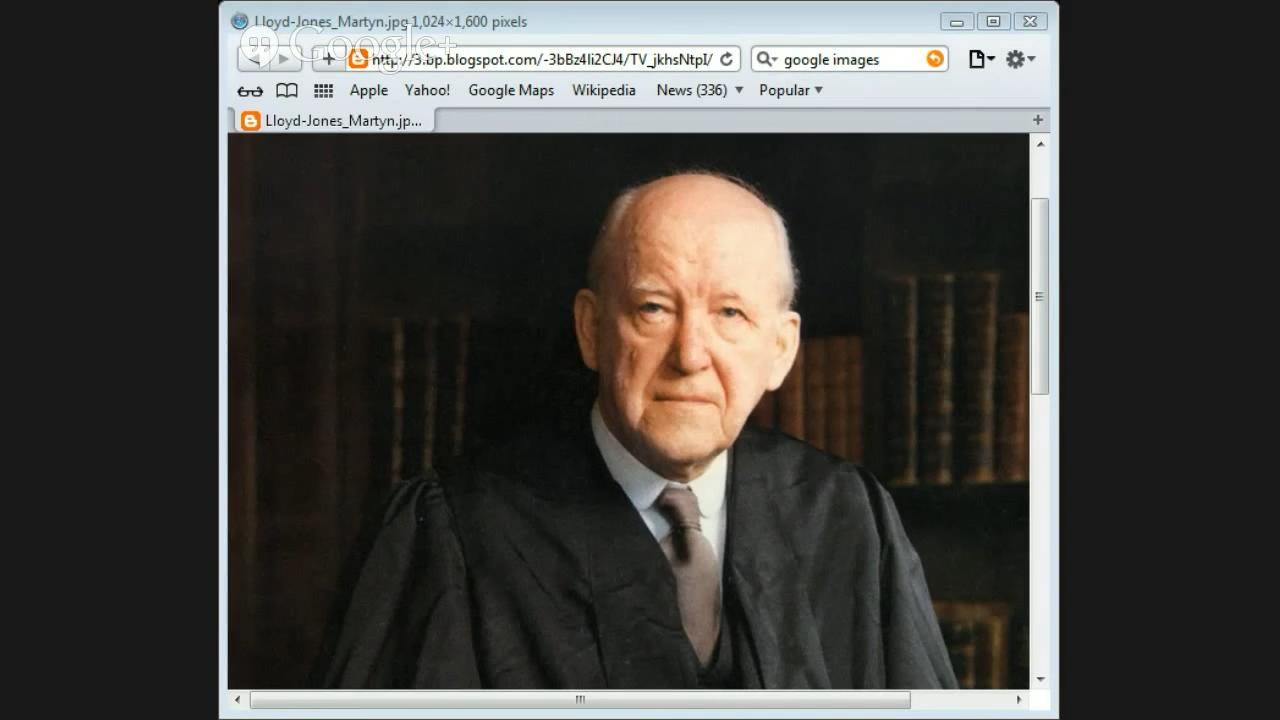 Lloyd-Jones_Martyn.jpg 1,024×1,600 pixels
Google+
http://3.bp.blogspot.com/-3bBz4Ii2CJ4/TV_jkhsNtpI/
google images
Apple Yahoo! Google Maps Wikipedia News (336) Popular
Lloyd-Jones_Martyn.jp...